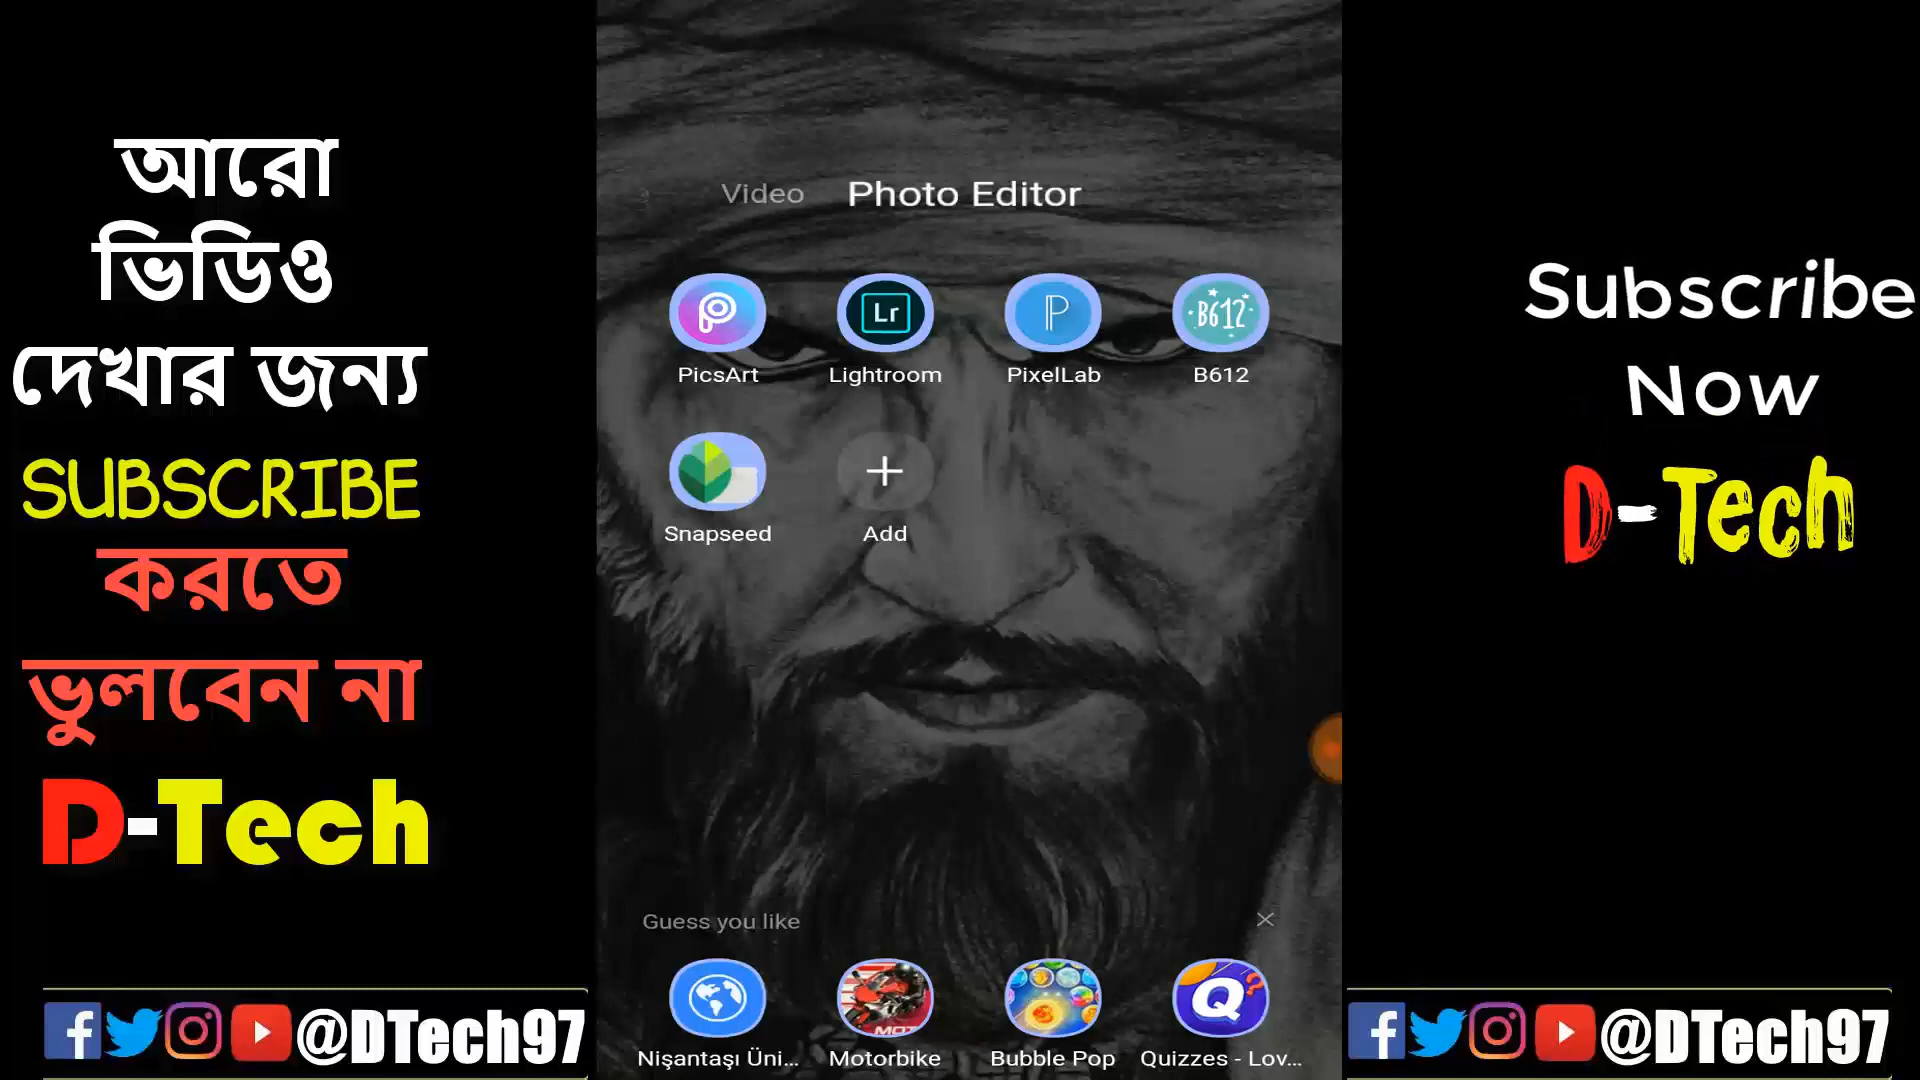 আরো
ভিডিও
দেখার জন্য
SUBSCRIBE
করতে
ভুলবেন না
D-Tech
@DTech97
Video Photo Editor
PicsArt Lightroom PixelLab B612
Snapseed Add
Guess you like
Nişantaşı Üni... Motorbike Bubble Pop Quizzes - Lov...
Subscribe
Now
D-Tech
@DTech97